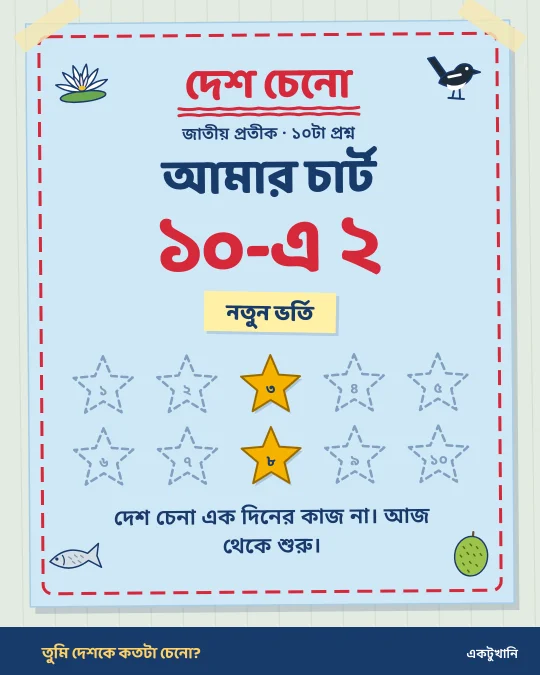 দেশ চেনো
জাতীয় প্রতীক · ১০টা প্রশ্ন
আমার চার্ট
১০-এ ২
নতুন ভর্তি
১ ২ ৩ ৪ ৫
৬ ৭ ৮ ৯ ১০
দেশ চেনা এক দিনের কাজ না। আজ
থেকে শুরু।
তুমি দেশকে কতটা চেনো?
একটুখানি